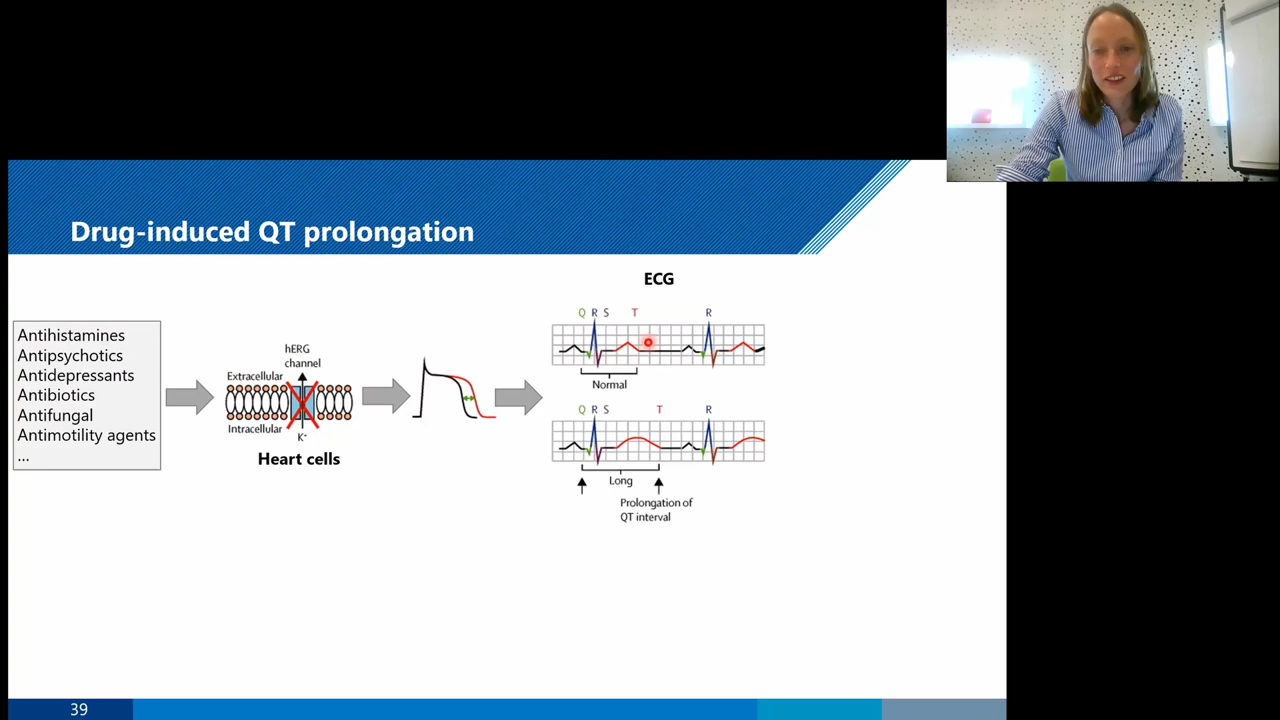 Drug-induced QT prolongation
Antihistamines
Antipsychotics
Antidepressants
Antibiotics
Antifungal
Antimotility agents
...
hERG
channel
Extracellular
Intracellular
K⁺
Heart cells
ECG
Q R S T R
Normal
Q R S T R
Long
Prolongation of
QT interval
39